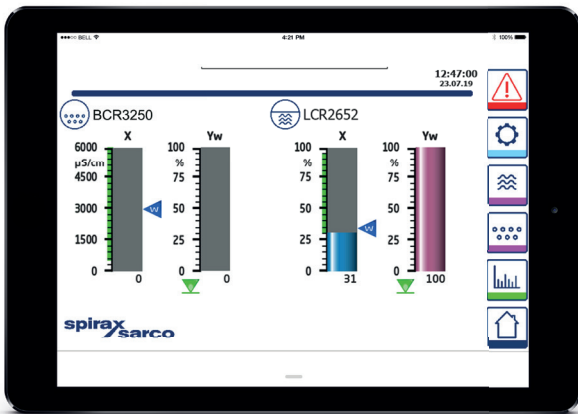 BELL 4:21 PM 100%
12:47:00
23.07.19
BCR3250 LCR2652
X Yw X Yw
6000 100 100 100
µS/cm % % %
4500 75 75 75
3000 W 50 50 W 50
1500 25 25 25
0 0 0 0
0 0 31 100
spirax
sarco